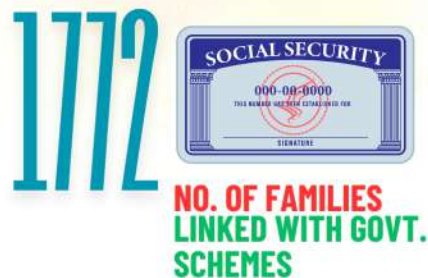 1772
SOCIAL SECURITY
000-00-0000
THIS NUMBER HAS BEEN ESTABLISHED FOR
SIGNATURE
NO. OF FAMILIES
LINKED WITH GOVT.
SCHEMES